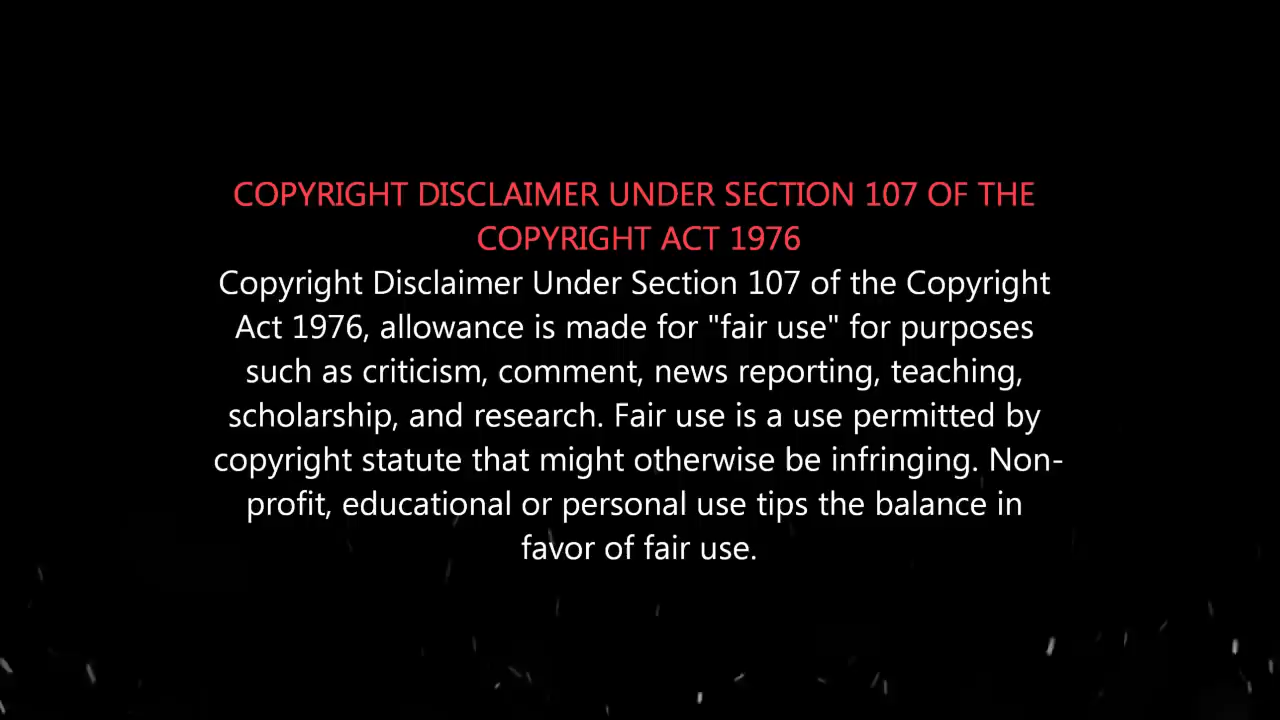 COPYRIGHT DISCLAIMER UNDER SECTION 107 OF THE
COPYRIGHT ACT 1976
Copyright Disclaimer Under Section 107 of the Copyright
Act 1976, allowance is made for "fair use" for purposes
such as criticism, comment, news reporting, teaching,
scholarship, and research. Fair use is a use permitted by
copyright statute that might otherwise be infringing. Non-
profit, educational or personal use tips the balance in
favor of fair use.